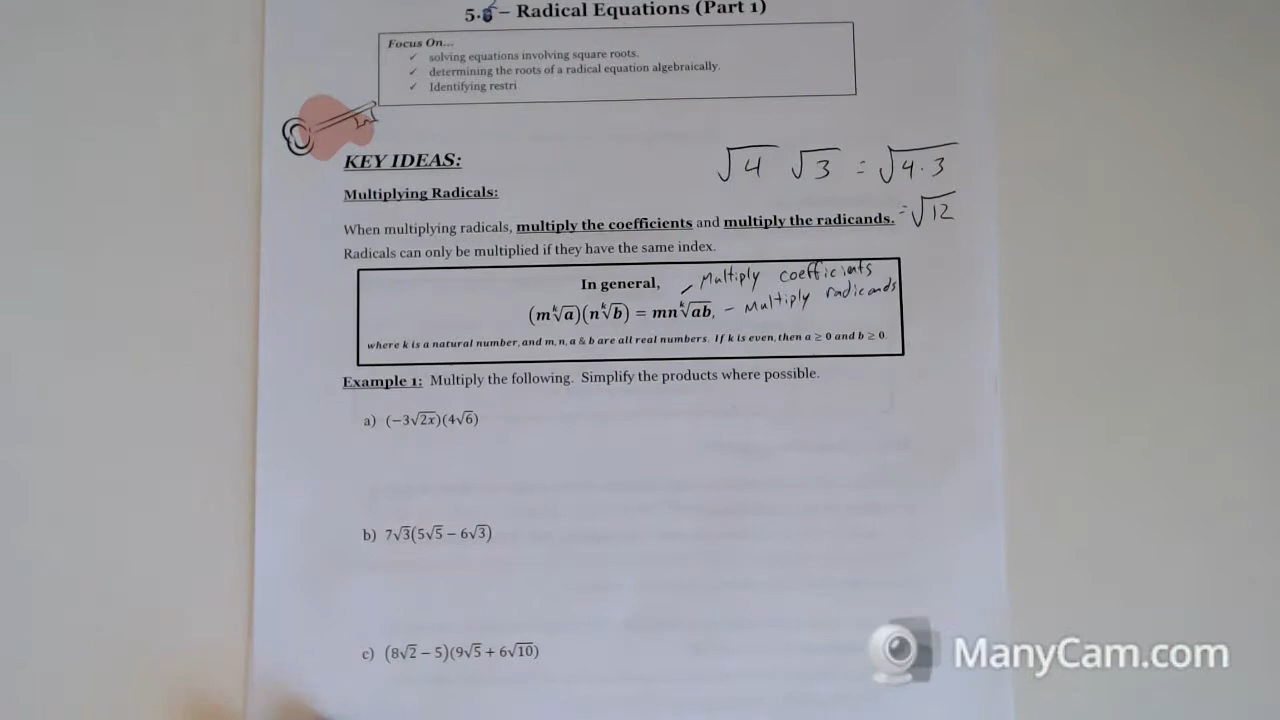 5.6 – Radical Equations (Part 1)
Focus On...
✓ solving equations involving square roots.
✓ determining the roots of a radical equation algebraically.
✓ Identifying restri
KEY IDEAS:
√4 √3 = √4·3
Multiplying Radicals:
= √12
When multiplying radicals, multiply the coefficients and multiply the radicands.
Radicals can only be multiplied if they have the same index.
In general, - Multiply coefficients
(m ᵏ√a)(n ᵏ√b) = mn ᵏ√ab, - Multiply radicands
where k is a natural number, and m, n, a & b are all real numbers. If k is even, then a ≥ 0 and b ≥ 0.
Example 1: Multiply the following. Simplify the products where possible.
a) (−3√2x)(4√6)
b) 7√3(5√5 − 6√3)
c) (8√2 − 5)(9√5 + 6√10)
ManyCam.com